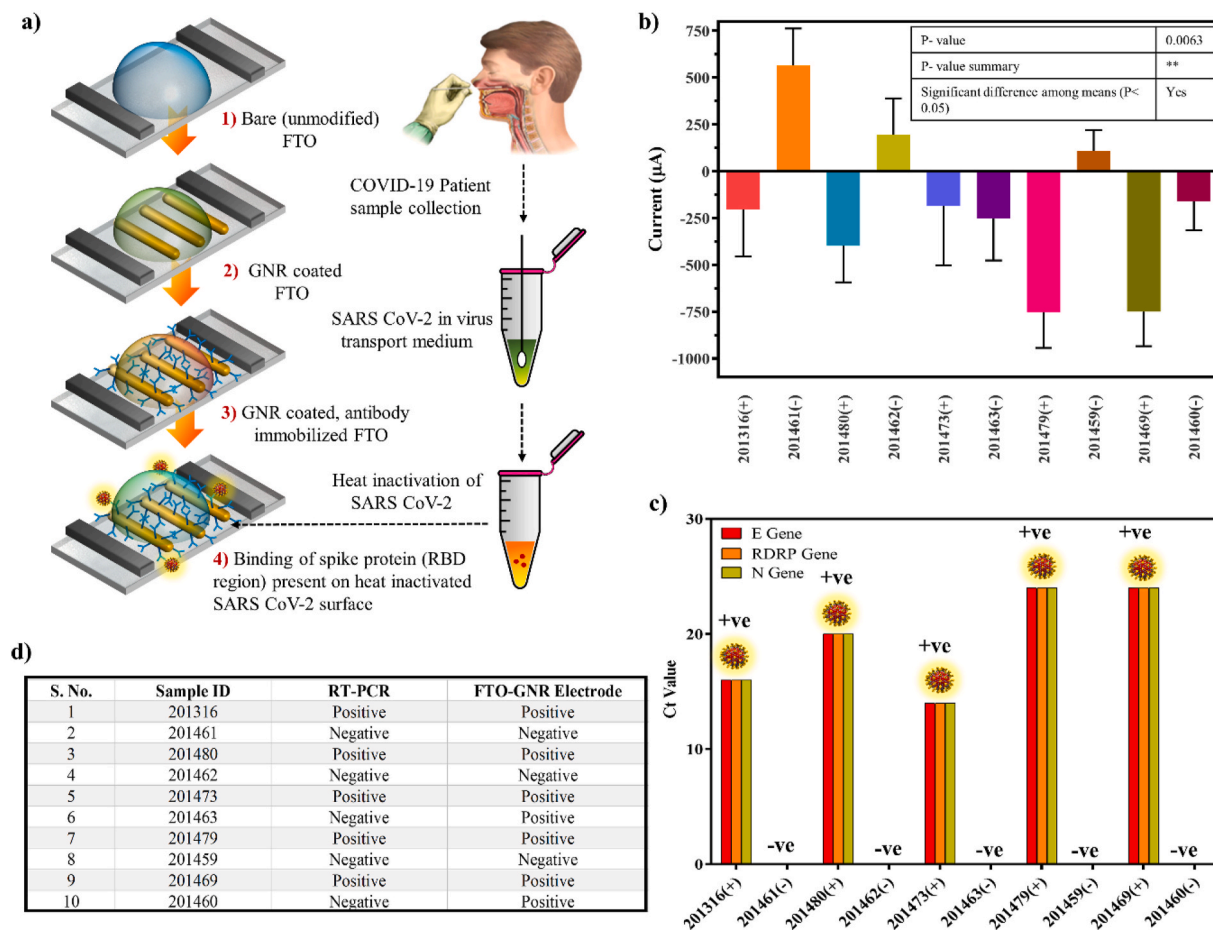 a)
1) Bare (unmodified)
FTO
2) GNR coated
FTO
3) GNR coated, antibody
immobilized FTO
4) Binding of spike protein (RBD
region) present on heat inactivated
SARS CoV-2 surface
COVID-19 Patient
sample collection
SARS CoV-2 in virus
transport medium
Heat inactivation of
SARS CoV-2
b)
P- value 0.0063
P- value summary **
Significant difference among means (P< Yes
0.05)
Current (µA)
750
500
250
0
-250
-500
-750
-1000
201316(+)
201461(-)
201480(+)
201462(-)
201473(+)
201463(-)
201479(+)
201459(-)
201469(+)
201460(-)
c)
E Gene
RDRP Gene
N Gene
Ct Value
30
20
10
0
+ve
-ve
+ve
-ve
+ve
-ve
+ve
-ve
+ve
-ve
201316(+)
201461(-)
201480(+)
201462(-)
201473(+)
201463(-)
201479(+)
201459(-)
201469(+)
201460(-)
d)
S. No. Sample ID RT-PCR FTO-GNR Electrode
1 201316 Positive Positive
2 201461 Negative Negative
3 201480 Positive Positive
4 201462 Negative Negative
5 201473 Positive Positive
6 201463 Negative Positive
7 201479 Positive Positive
8 201459 Negative Negative
9 201469 Positive Positive
10 201460 Negative Positive